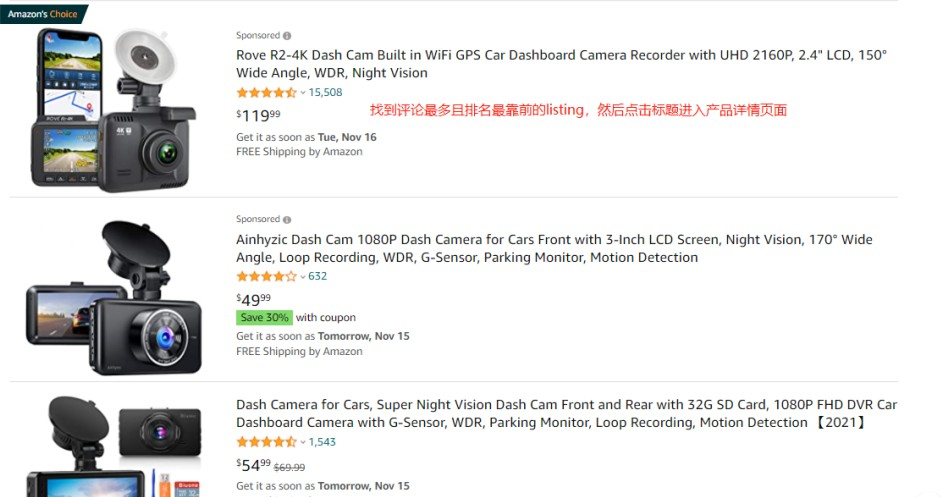 Amazon's Choice
Sponsored
Rove R2-4K Dash Cam Built in WiFi GPS Car Dashboard Camera Recorder with UHD 2160P, 2.4" LCD, 150°
Wide Angle, WDR, Night Vision
15,508
$119⁹⁹
找到评论最多且排名最靠前的listing，然后点击标题进入产品详情页面
Get it as soon as Tue, Nov 16
FREE Shipping by Amazon
ROVE R2-4K
4K
Sponsored
Ainhyzic Dash Cam 1080P Dash Camera for Cars Front with 3-Inch LCD Screen, Night Vision, 170° Wide
Angle, Loop Recording, WDR, G-Sensor, Parking Monitor, Motion Detection
632
$49⁹⁹
Save 30% with coupon
Get it as soon as Tomorrow, Nov 15
FREE Shipping by Amazon
Dash Camera for Cars, Super Night Vision Dash Cam Front and Rear with 32G SD Card, 1080P FHD DVR Car
Dashboard Camera with G-Sensor, WDR, Parking Monitor, Loop Recording, Motion Detection 【2021】
1,543
$54⁹⁹ $69.99
Get it as soon as Tomorrow, Nov 15